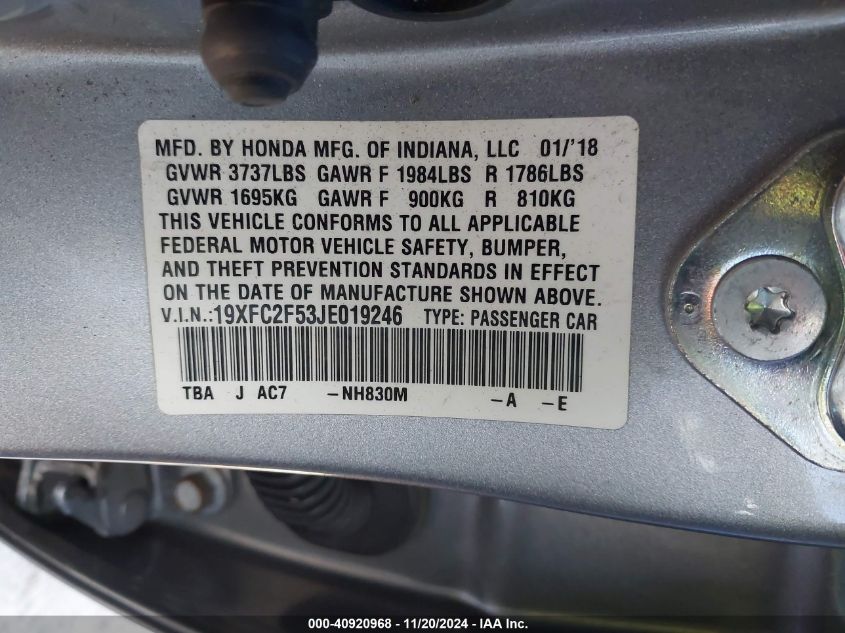 MFD. BY HONDA MFG. OF INDIANA, LLC 01/'18
GVWR 3737LBS GAWR F 1984LBS R 1786LBS
GVWR 1695KG GAWR F 900KG R 810KG
THIS VEHICLE CONFORMS TO ALL APPLICABLE
FEDERAL MOTOR VEHICLE SAFETY, BUMPER,
AND THEFT PREVENTION STANDARDS IN EFFECT
ON THE DATE OF MANUFACTURE SHOWN ABOVE.
V.I.N.:19XFC2F53JE019246 TYPE: PASSENGER CAR
TBA J AC7 -NH830M -A -E
000-40920968 - 11/20/2024 - IAA Inc.